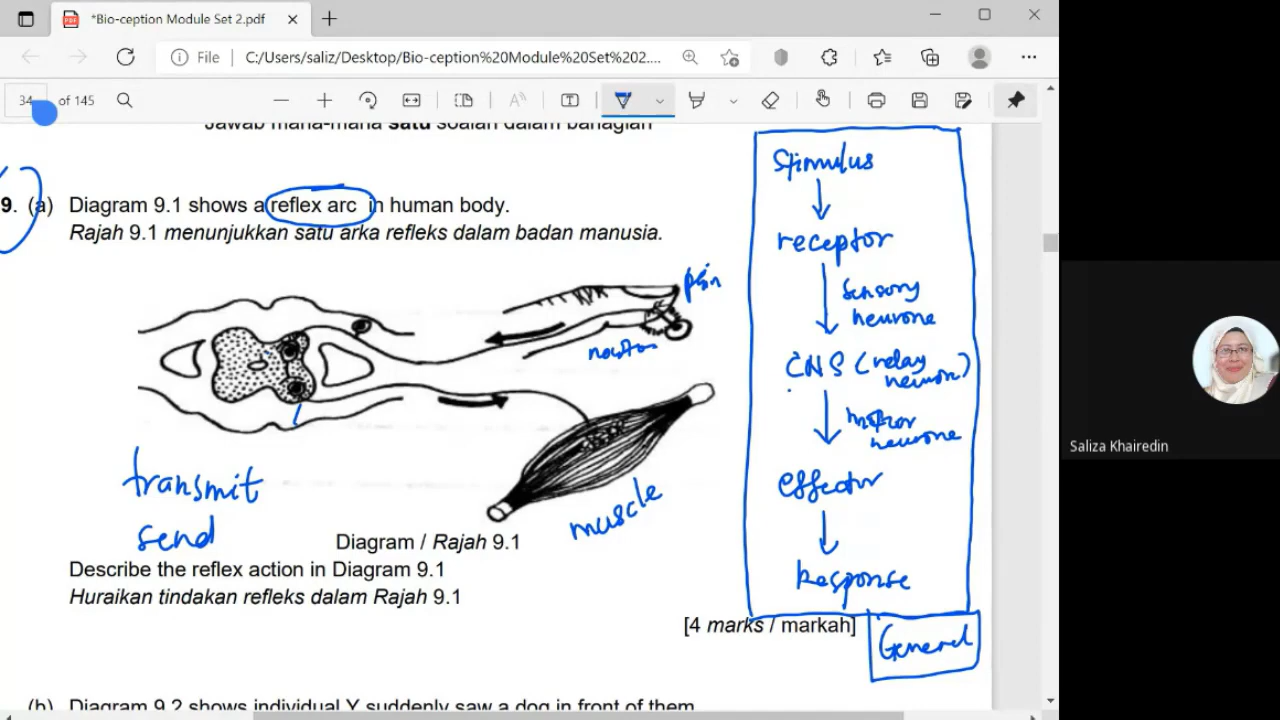 *Bio-ception Module Set 2.pdf
File
C:/Users/saliz/Desktop/Bio-ception%20Module%20Set%202....
34 of 145
Jawab mana-mana satu soalan dalam bahagian
9. (a) Diagram 9.1 shows a reflex arc in human body.
Rajah 9.1 menunjukkan satu arka refleks dalam badan manusia.
pin
muscle
transmit
send
Diagram / Rajah 9.1
Describe the reflex action in Diagram 9.1
Huraikan tindakan refleks dalam Rajah 9.1
[4 marks / markah]
(b) Diagram 9.2 shows individual Y suddenly saw a dog in front of them
Stimulus
receptor
sensory
neurone
CNS (relay
neurone)
motor
neurone
effector
Response
General
Saliza Khairedin